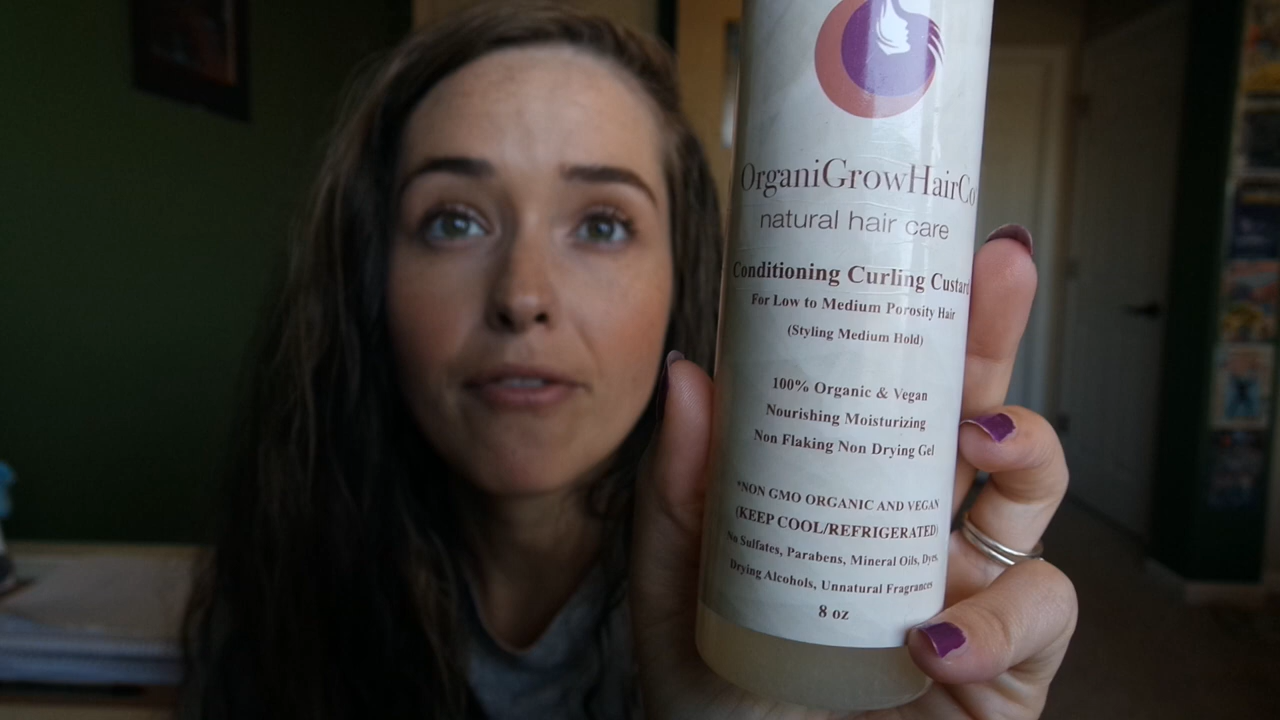 OrganiGrowHairCo
natural hair care
Conditioning Curling Custard
For Low to Medium Porosity Hair
(Styling Medium Hold)
100% Organic & Vegan
Nourishing Moisturizing
Non Flaking Non Drying Gel
*NON GMO ORGANIC AND VEGAN
(KEEP COOL/REFRIGERATED)
No Sulfates, Parabens, Mineral Oils, Dyes,
Drying Alcohols, Unnatural Fragrances
8 oz